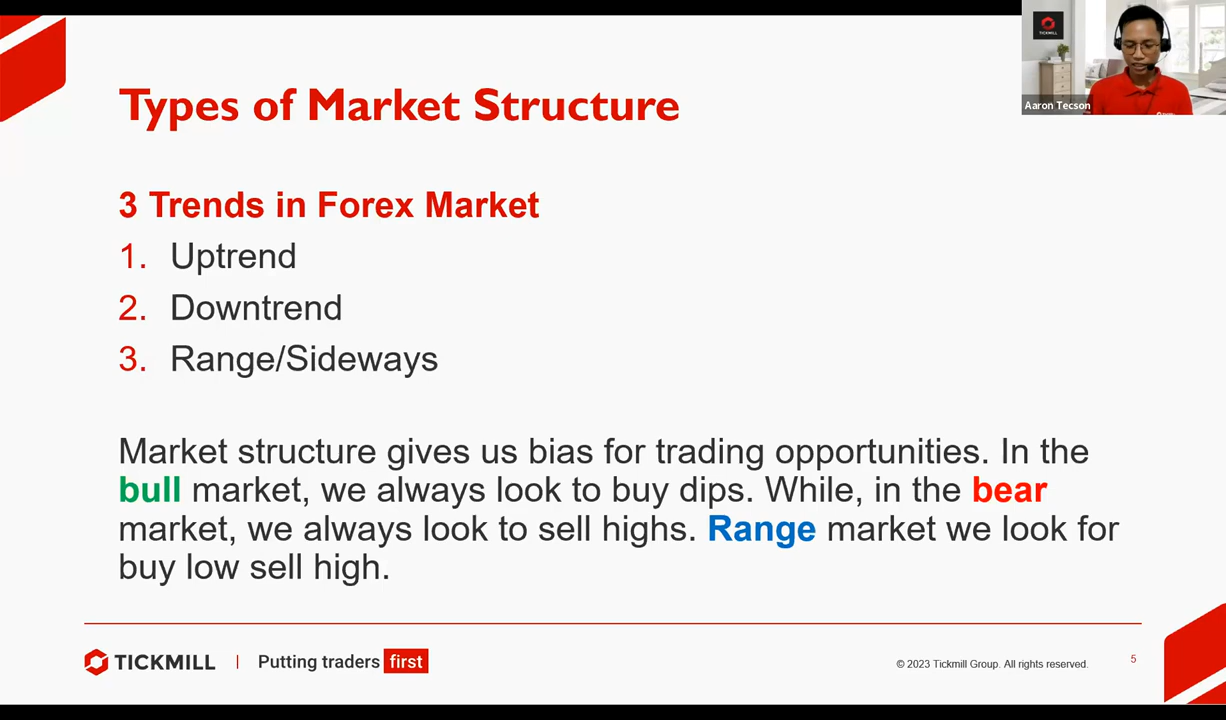 TICKMILL
Aaron Tecson
Types of Market Structure
3 Trends in Forex Market
1. Uptrend
2. Downtrend
3. Range/Sideways
Market structure gives us bias for trading opportunities. In the
bull market, we always look to buy dips. While, in the bear
market, we always look to sell highs. Range market we look for
buy low sell high.
TICKMILL | Putting traders first
© 2023 Tickmill Group. All rights reserved.
5